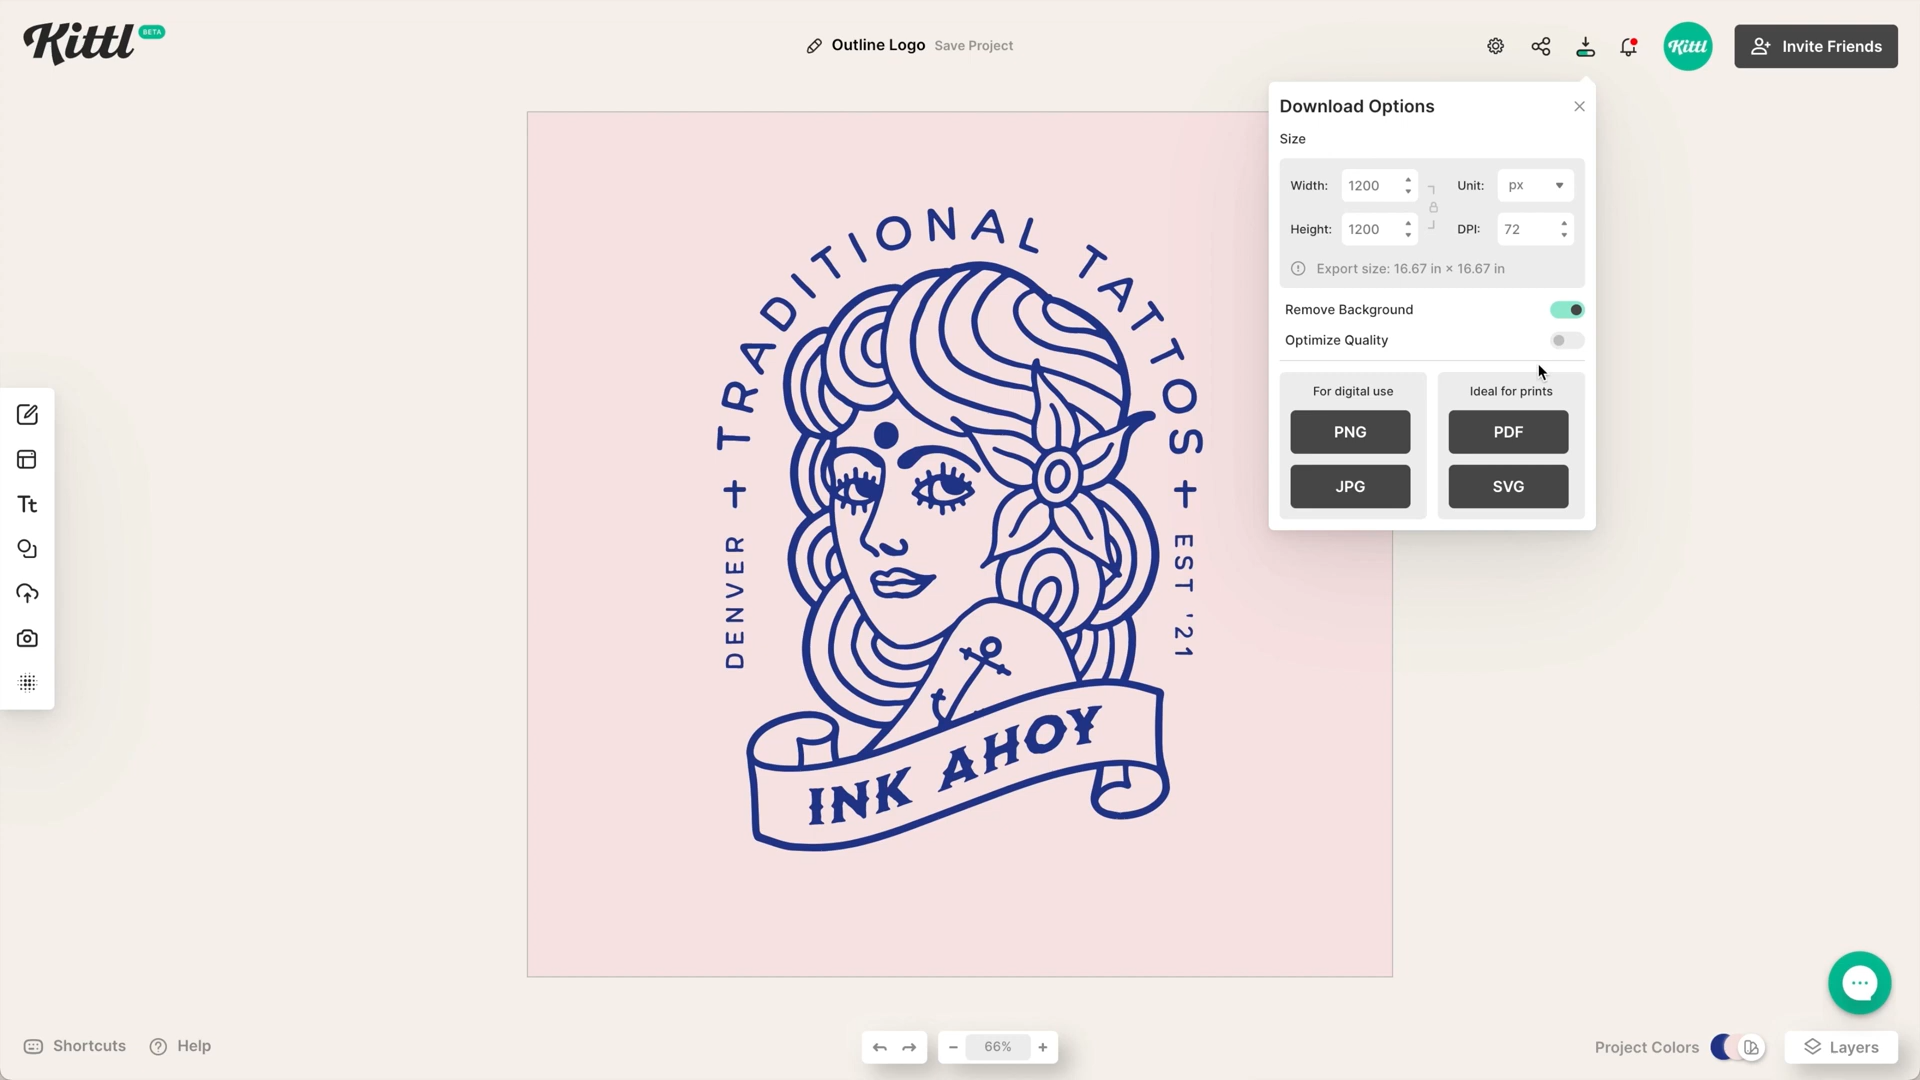 Kittl BETA
Outline Logo Save Project
Kittl
Invite Friends
Download Options
Size
Width: 1200
Unit: px
Height: 1200
DPI: 72
Export size: 16.67 in × 16.67 in
Remove Background
Optimize Quality
For digital use
Ideal for prints
PNG
PDF
JPG
SVG
Tt
TRADITIONAL TATTOS
DENVER
EST '21
INK AHOY
Shortcuts
Help
66%
Project Colors
Layers